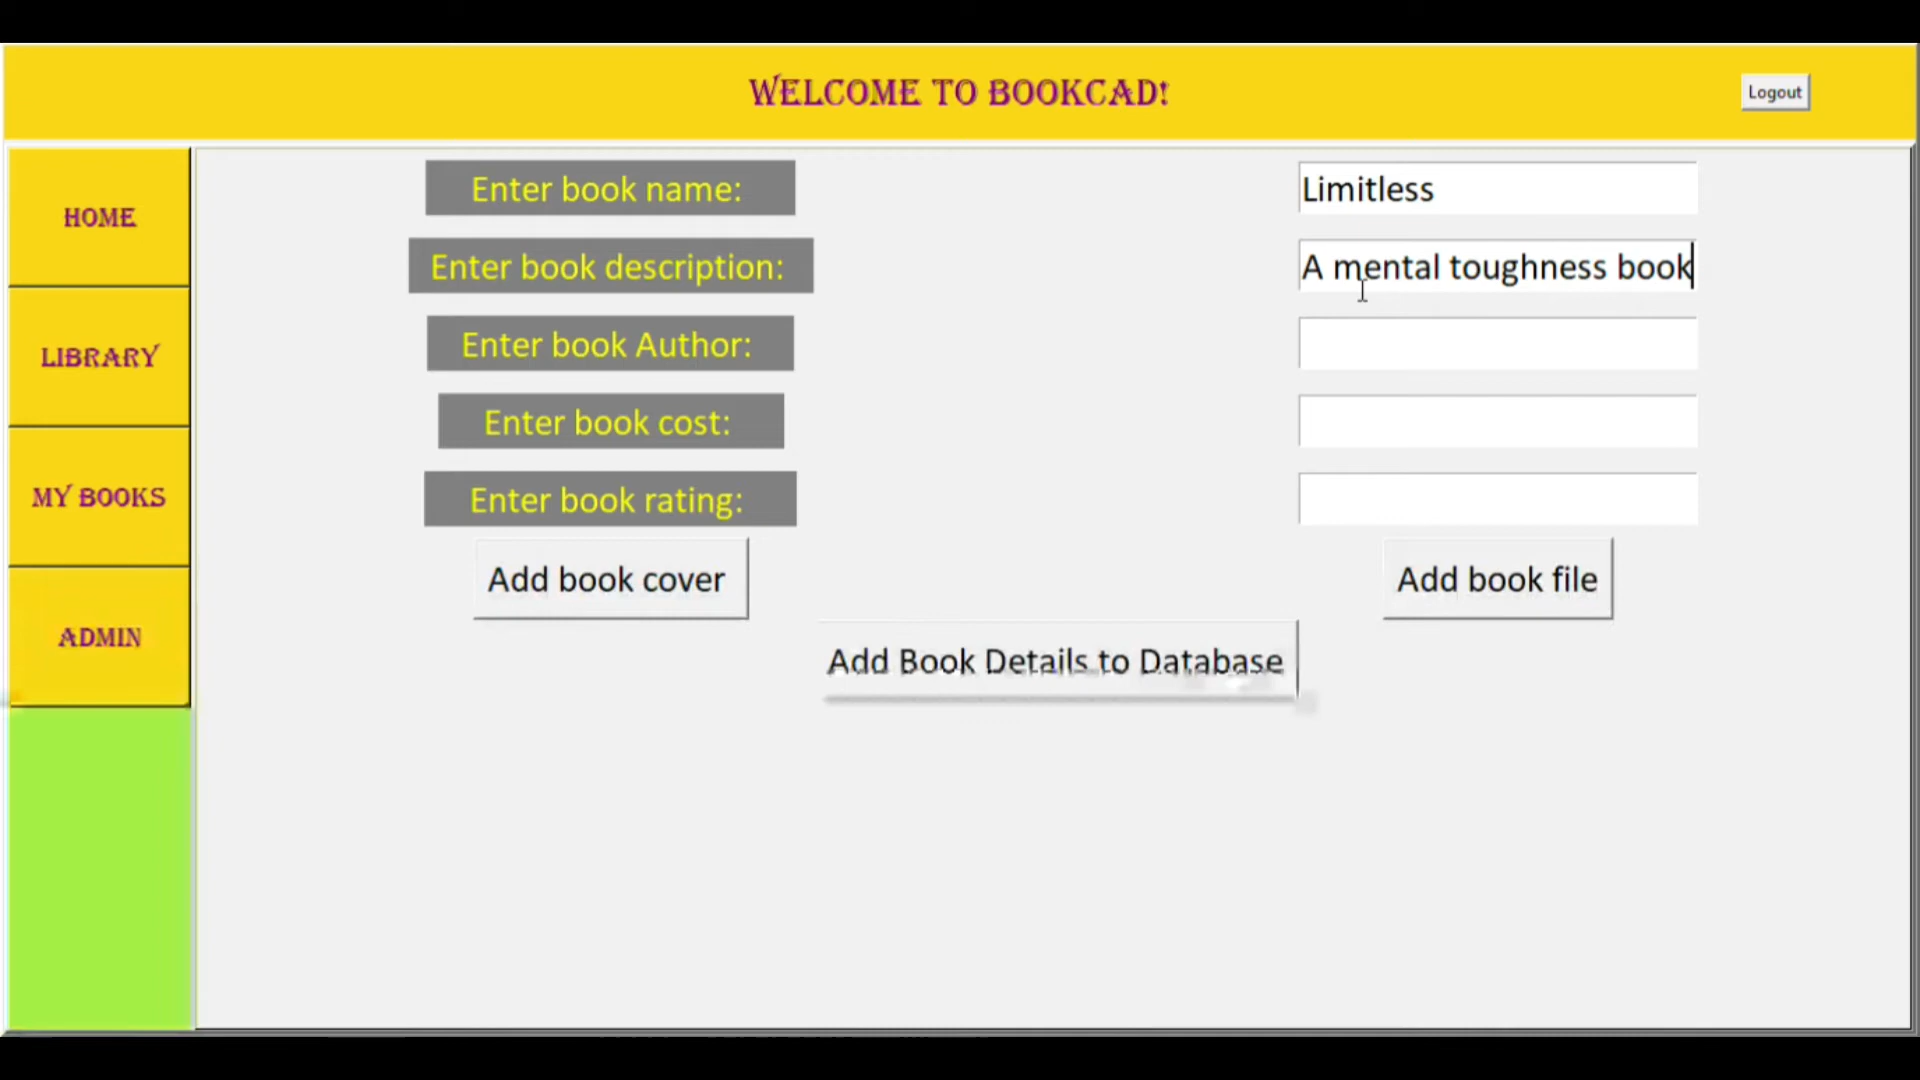 WELCOME TO BOOKCAD!
Logout
HOME
LIBRARY
MY BOOKS
ADMIN
Enter book name:
Limitless
Enter book description:
A mental toughness book
Enter book Author:
Enter book cost:
Enter book rating:
Add book cover
Add book file
Add Book Details to Database